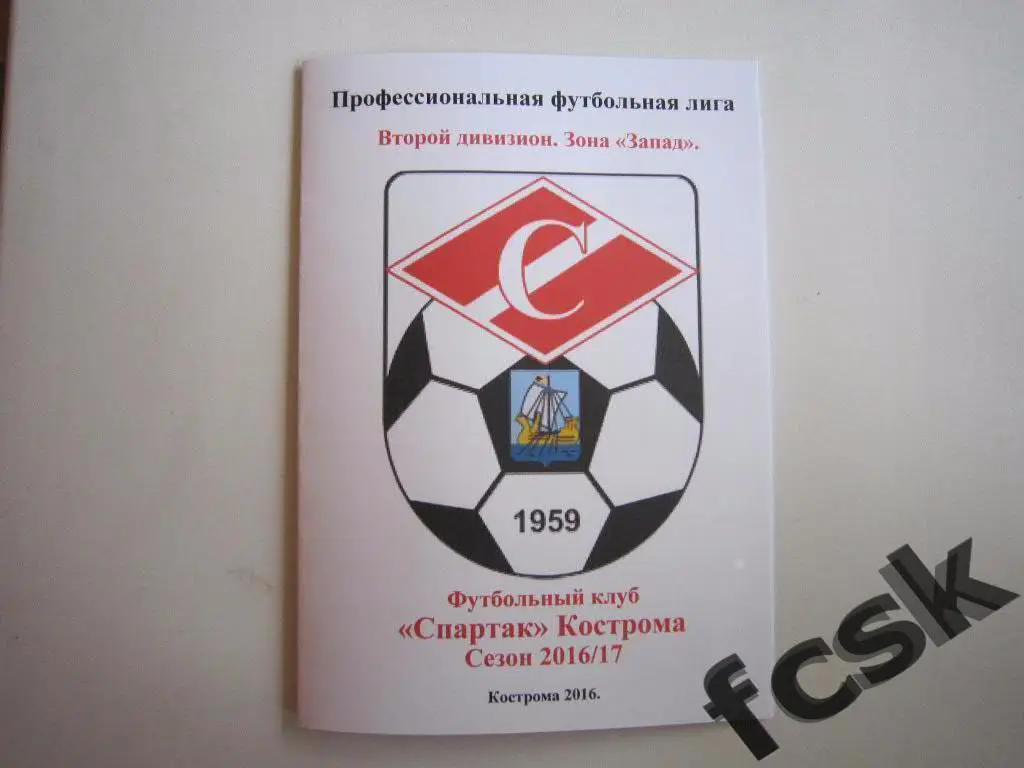 Профессиональная футбольная лига
Второй дивизион. Зона «Запад».
С
1959
Футбольный клуб
«Спартак» Кострома
Сезон 2016/17
Кострома 2016.
fcsk